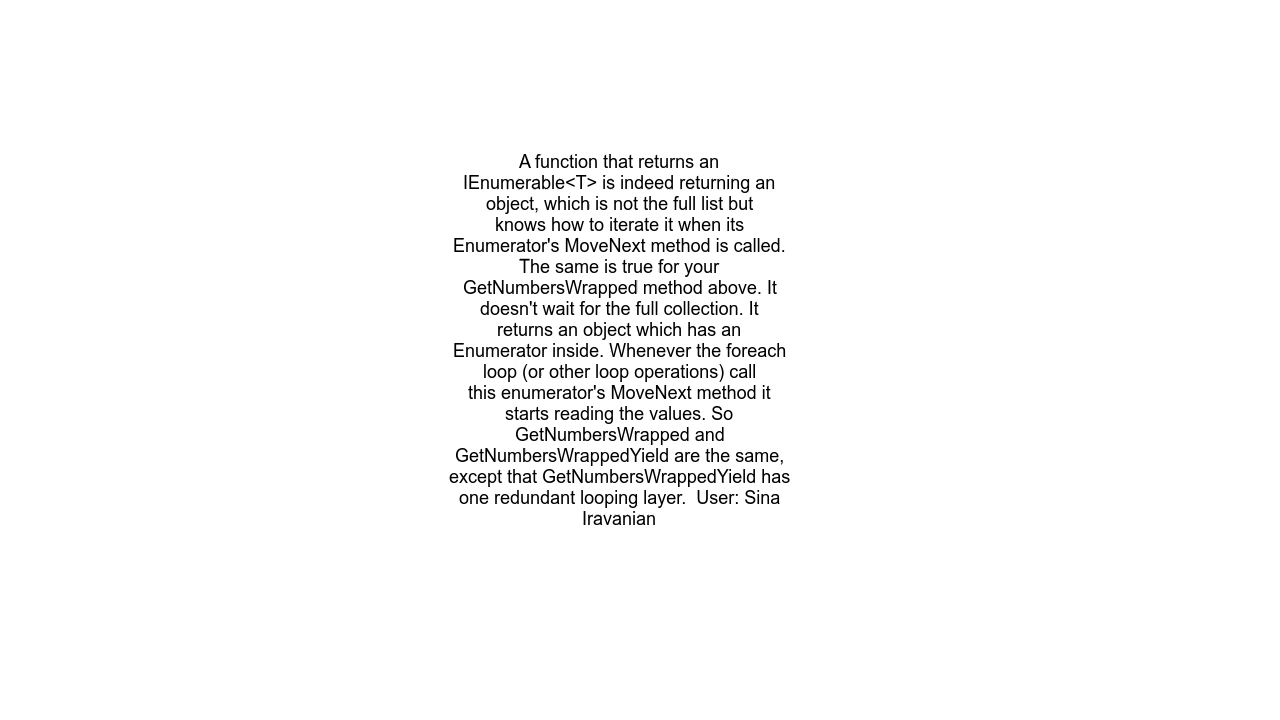 A function that returns an
IEnumerable<T> is indeed returning an
object, which is not the full list but
knows how to iterate it when its
Enumerator's MoveNext method is called.
The same is true for your
GetNumbersWrapped method above. It
doesn't wait for the full collection. It
returns an object which has an
Enumerator inside. Whenever the foreach
loop (or other loop operations) call
this enumerator's MoveNext method it
starts reading the values. So
GetNumbersWrapped and
GetNumbersWrappedYield are the same,
except that GetNumbersWrappedYield has
one redundant looping layer.  User: Sina
Iravanian